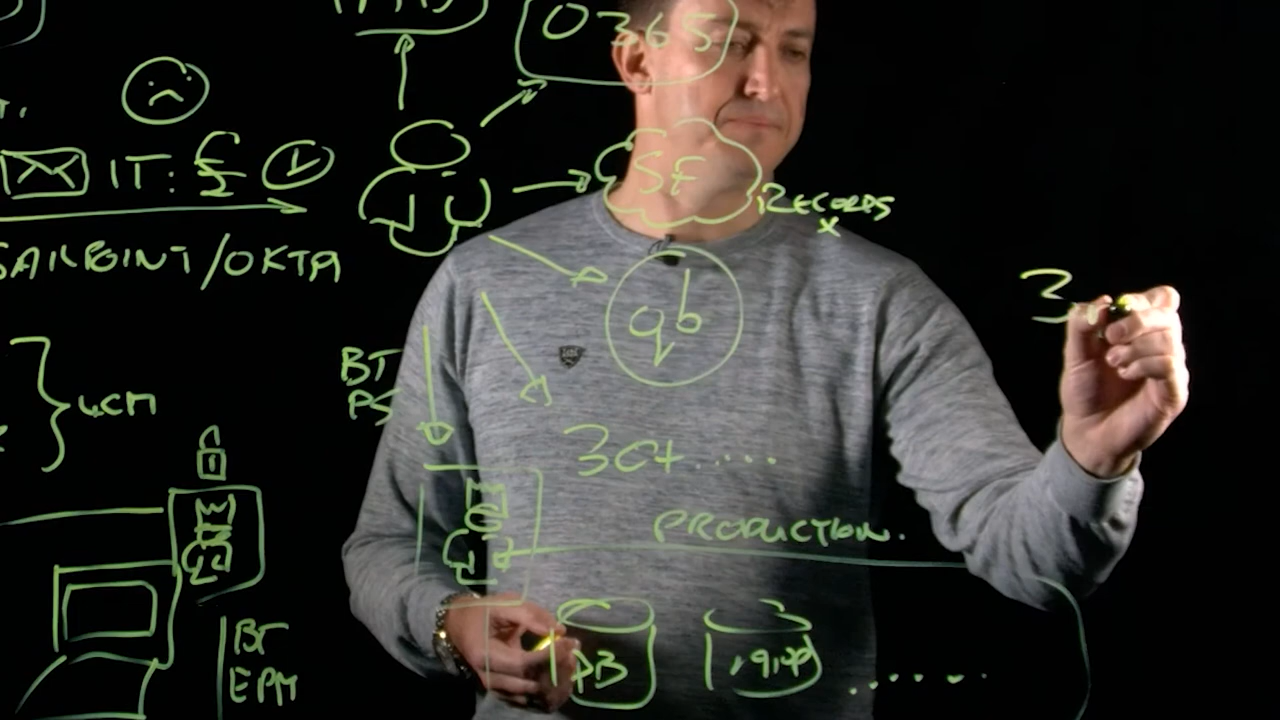 O365
IT: £
SF
RECORDS
x
SAILPOINT/OKTA
qb
BT
PS
LCM
30+.....
PRODUCTION.
3
DB
BT
EPM